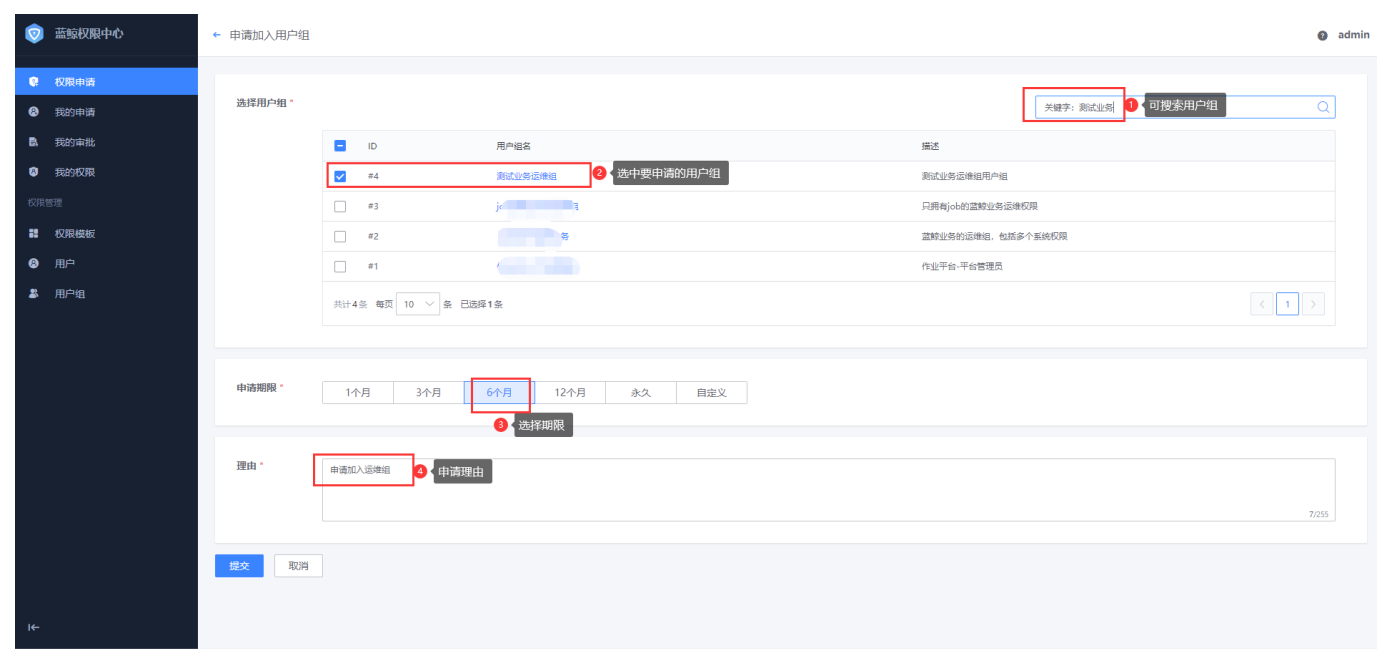 蓝鲸权限中心
← 申请加入用户组
admin
权限申请
我的申请
我的审批
我的权限
权限管理
权限模板
用户
用户组
选择用户组 *
关键字：测试业务
1 可搜索用户组
ID 用户组名 描述
#4 测试业务运维组 测试业务运维组用户组
2 选中要申请的用户组
#3 只拥有job的蓝鲸业务运维权限
#2 务 蓝鲸业务的运维组，包括多个系统权限
#1 作业平台-平台管理员
共计4条 每页 10 条 已选择1条
< 1 >
申请期限 *
1个月 3个月 6个月 12个月 永久 自定义
3 选择期限
理由 *
申请加入运维组
4 申请理由
7/255
提交 取消